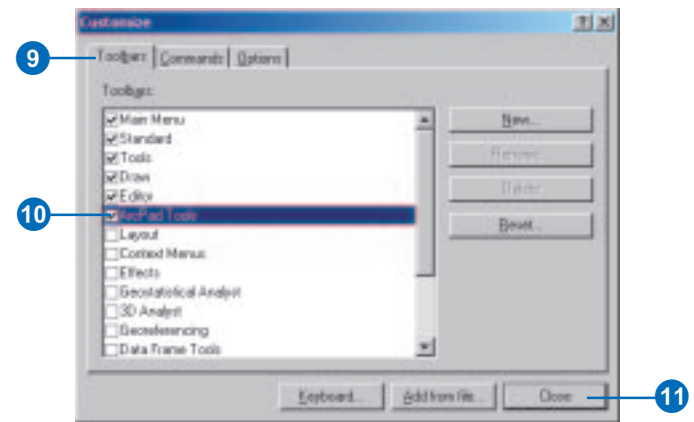 Customize
9
Toolbars Commands Options
Toolbars:
Main Menu
New...
Standard
Rename...
Tools
Draw
Delete
Editor
10
ArcPad Tools
Reset...
Layout
Context Menus
Effects
Geostatistical Analyst
3D Analyst
Georeferencing
Data Frame Tools
Keyboard... Add from file... Close
11